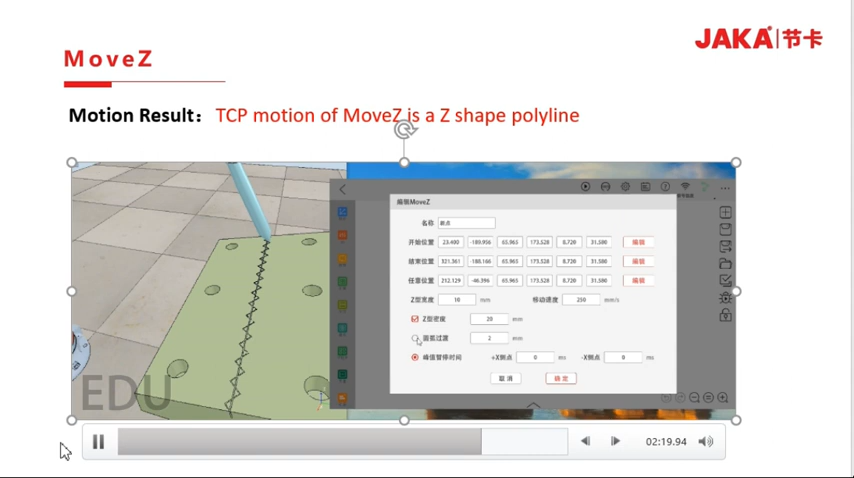 JAKA 节卡
MoveZ
Motion Result： TCP motion of MoveZ is a Z shape polyline
编辑MoveZ
名称
开始位置 23.400 -189.956 65.965 173.528 8.720 31.580 编辑
结束位置 321.361 -188.166 65.965 173.528 8.720 31.580 编辑
任意位置 212.129 -46.396 65.965 173.528 8.720 31.580 编辑
Z型宽度 10 mm 移动速度 250 mm/s
Z型密度 20 mm
圆弧过渡 2 mm
峰值暂停时间 +X侧点 0 ms -X侧点 0 ms
取消 确定
EDU
02:19.94